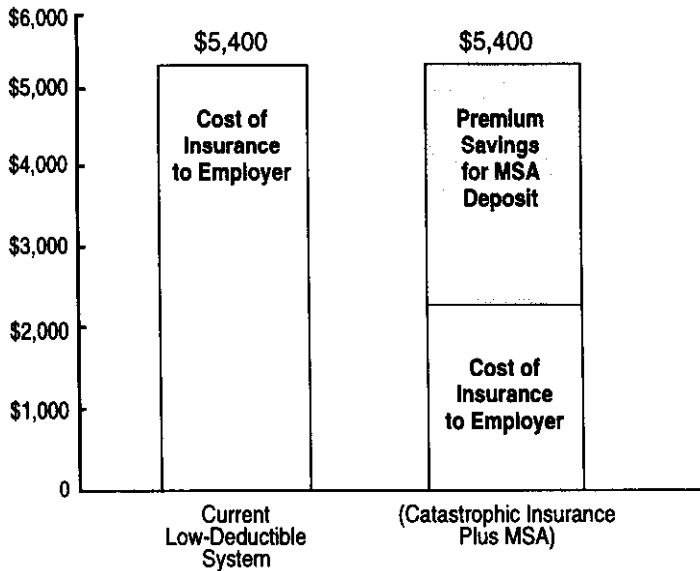 $6,000
$5,400
$5,400
$5,000
Cost of
Insurance
to Employer
Premium
Savings
for MSA
Deposit
$4,000
$3,000
$2,000
Cost of
Insurance
to Employer
$1,000
0
Current
Low-Deductible
System
(Catastrophic Insurance
Plus MSA)